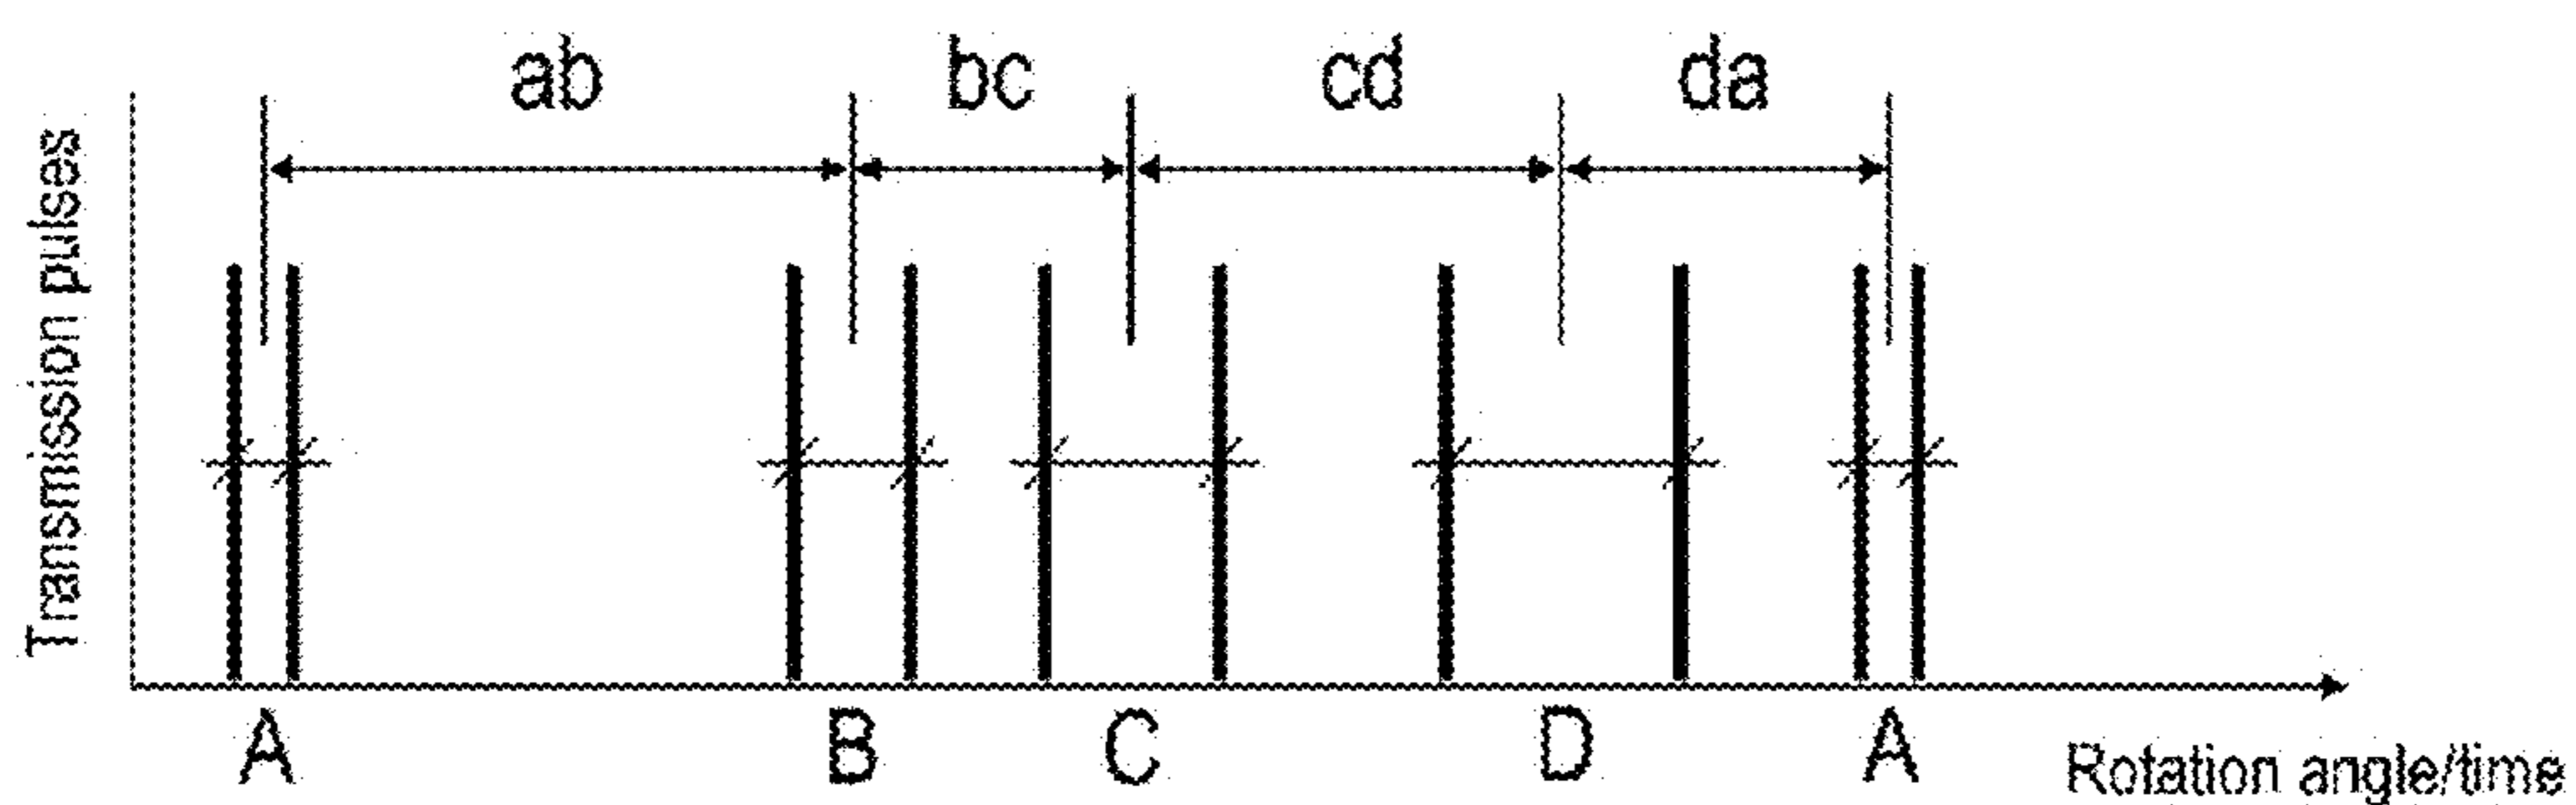 ab bc cd da
Transmission pulses
A B C D A
Rotation angle/time